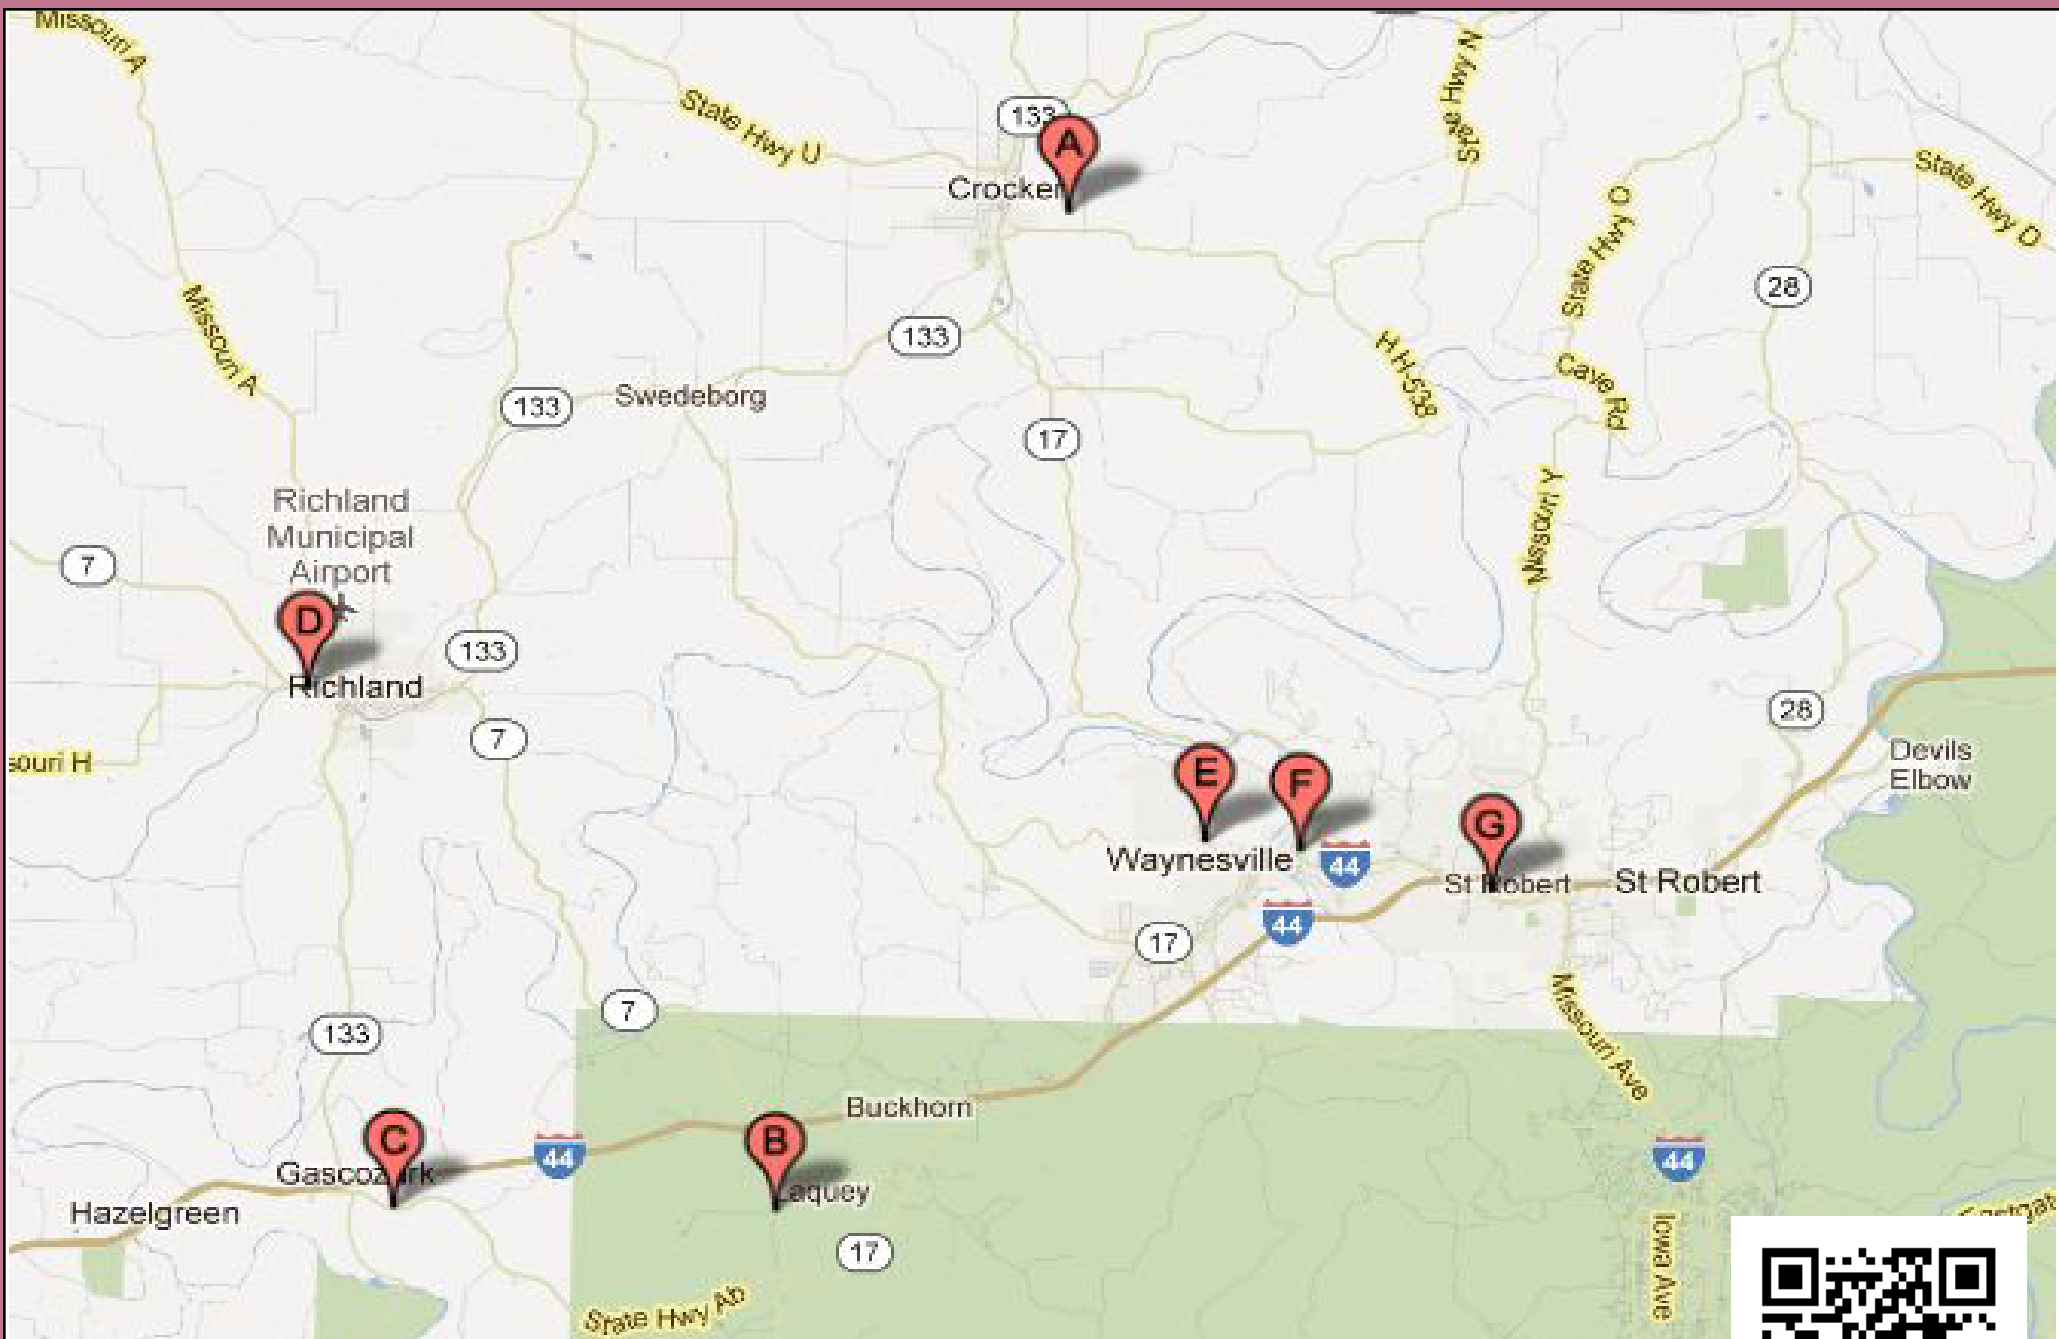 Missouri A
State Hwy U
133
A
Crocker
State Hwy N
State Hwy O
State Hwy D
28
Missouri A
133
H H-538
Cave Rd
133
Swedeborg
17
Missouri Y
Richland
Municipal
Airport
7
D
133
Richland
7
souri H
28
Devils
Elbow
E
F
G
Waynesville
44
St Robert
St Robert
44
17
7
133
Missouri Ave
Buckhorn
C
B
44
44
Gascozark
Laquey
Hazelgreen
17
Iowa Ave
State Hwy Ab